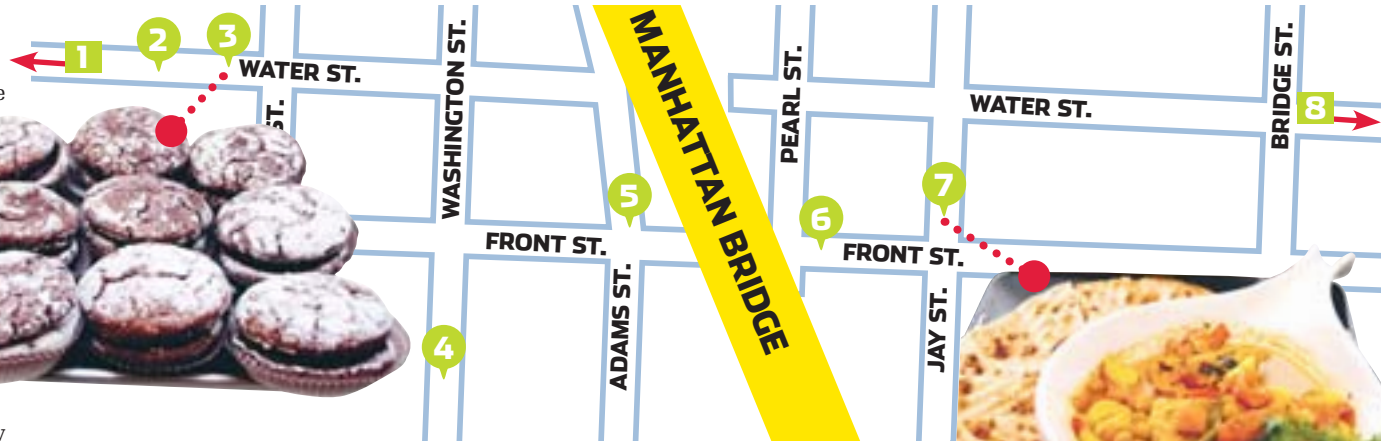 1
2
3
WATER ST.
ST.
WASHINGTON ST.
4
FRONT ST.
5
ADAMS ST.
MANHATTAN BRIDGE
PEARL ST.
6
FRONT ST.
7
JAY ST.
WATER ST.
BRIDGE ST.
8